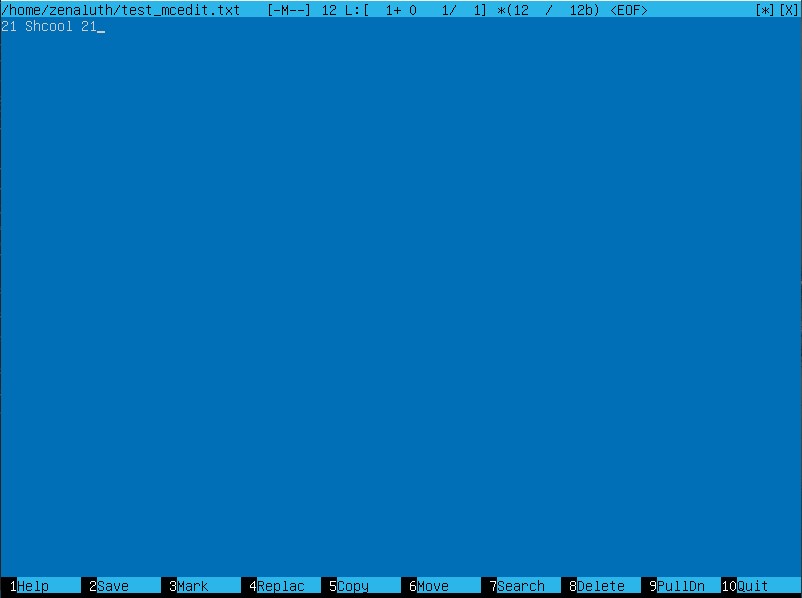 /home/zenaluth/test_mcedit.txt   [-M--] 12 L:[  1+ 0   1/  1] *(12  /  12b) <EOF>   [*][X]
21 Shcool 21_
1Help   2Save   3Mark   4Replac   5Copy   6Move   7Search   8Delete   9PullDn   10Quit